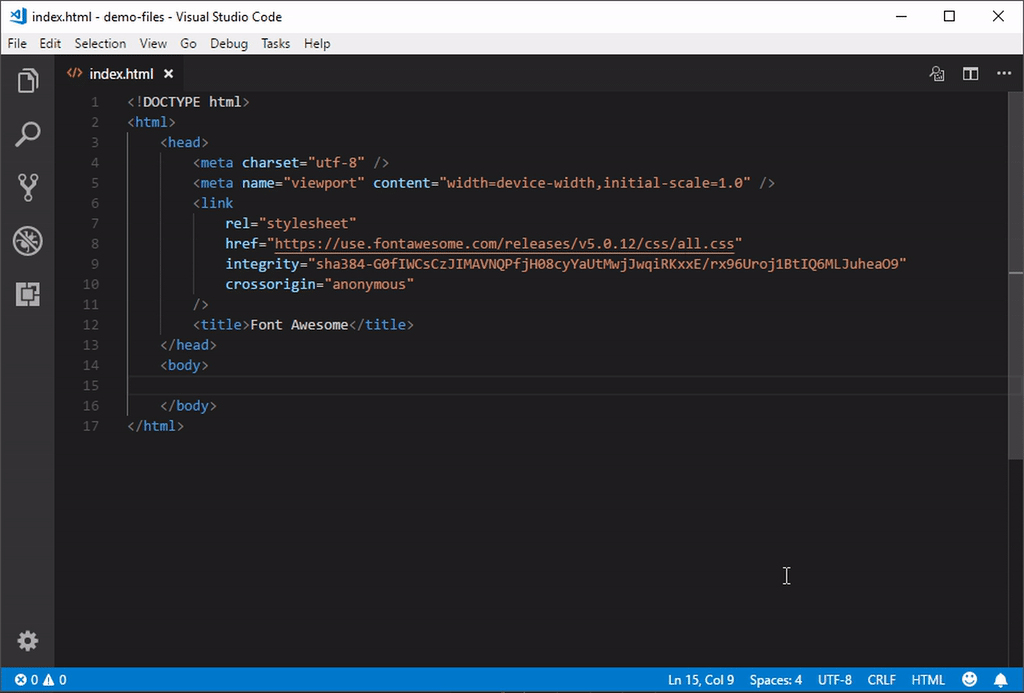 index.html - demo-files - Visual Studio Code
File Edit Selection View Go Debug Tasks Help
index.html
1 <!DOCTYPE html>
2 <html>
3 <head>
4 <meta charset="utf-8" />
5 <meta name="viewport" content="width=device-width,initial-scale=1.0" />
6 <link
7 rel="stylesheet"
8 href="https://use.fontawesome.com/releases/v5.0.12/css/all.css"
9 integrity="sha384-G0fIWCsCzJIMAVNQPfjH08cyYaUtMwjJwqiRKxxE/rx96Uroj1BtIQ6MLJuheaO9"
10 crossorigin="anonymous"
11 />
12 <title>Font Awesome</title>
13 </head>
14 <body>
15
16 </body>
17 </html>
0 0 Ln 15, Col 9 Spaces: 4 UTF-8 CRLF HTML